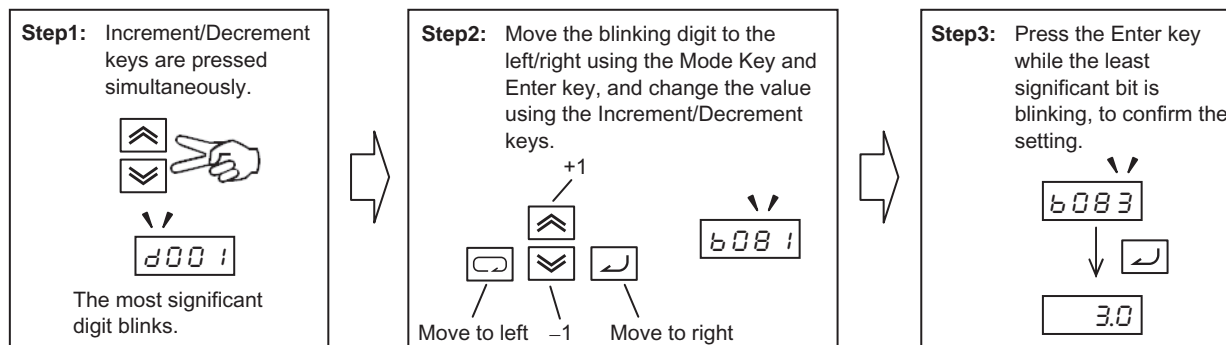 Step1: Increment/Decrement
keys are pressed
simultaneously.
d001
The most significant
digit blinks.
Step2: Move the blinking digit to the
left/right using the Mode Key and
Enter key, and change the value
using the Increment/Decrement
keys.
+1
b081
Move to left −1 Move to right
Step3: Press the Enter key
while the least
significant bit is
blinking, to confirm the
setting.
b083
3.0